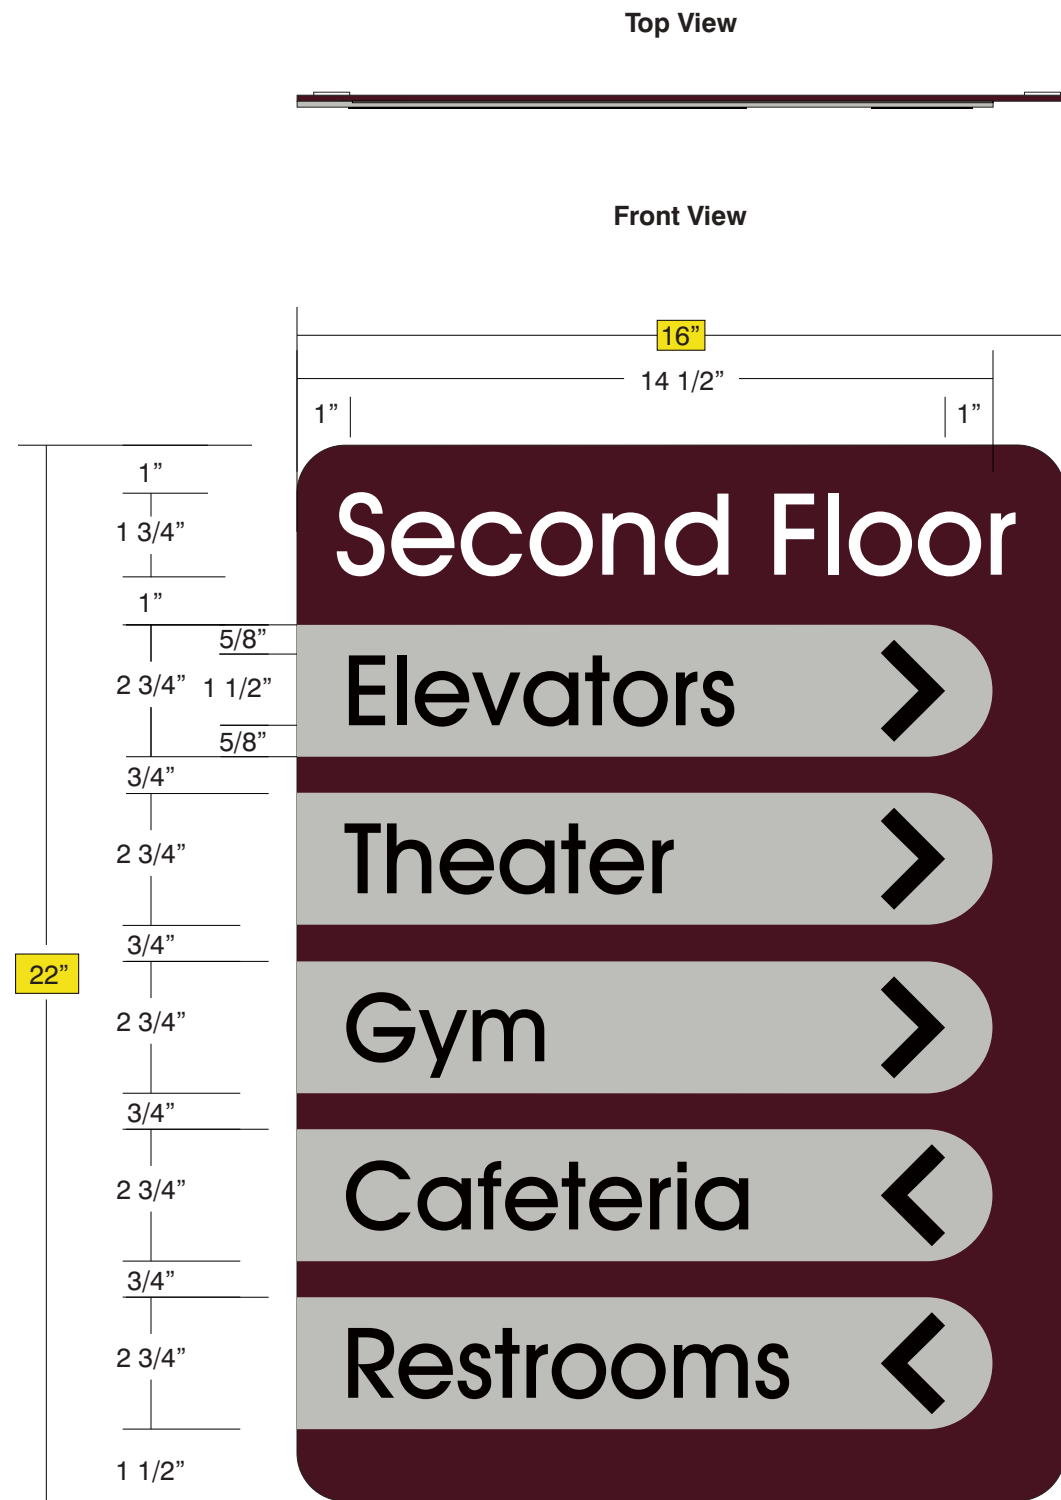 Top View
Front View
16”
14 1/2”
1” 1”
1”
Second Floor
1 3/4”
1”
5/8”
Elevators
2 3/4” 1 1/2”
5/8”
3/4”
Theater
2 3/4”
3/4”
22”
Gym
2 3/4”
3/4”
Cafeteria
2 3/4”
3/4”
Restrooms
2 3/4”
1 1/2”